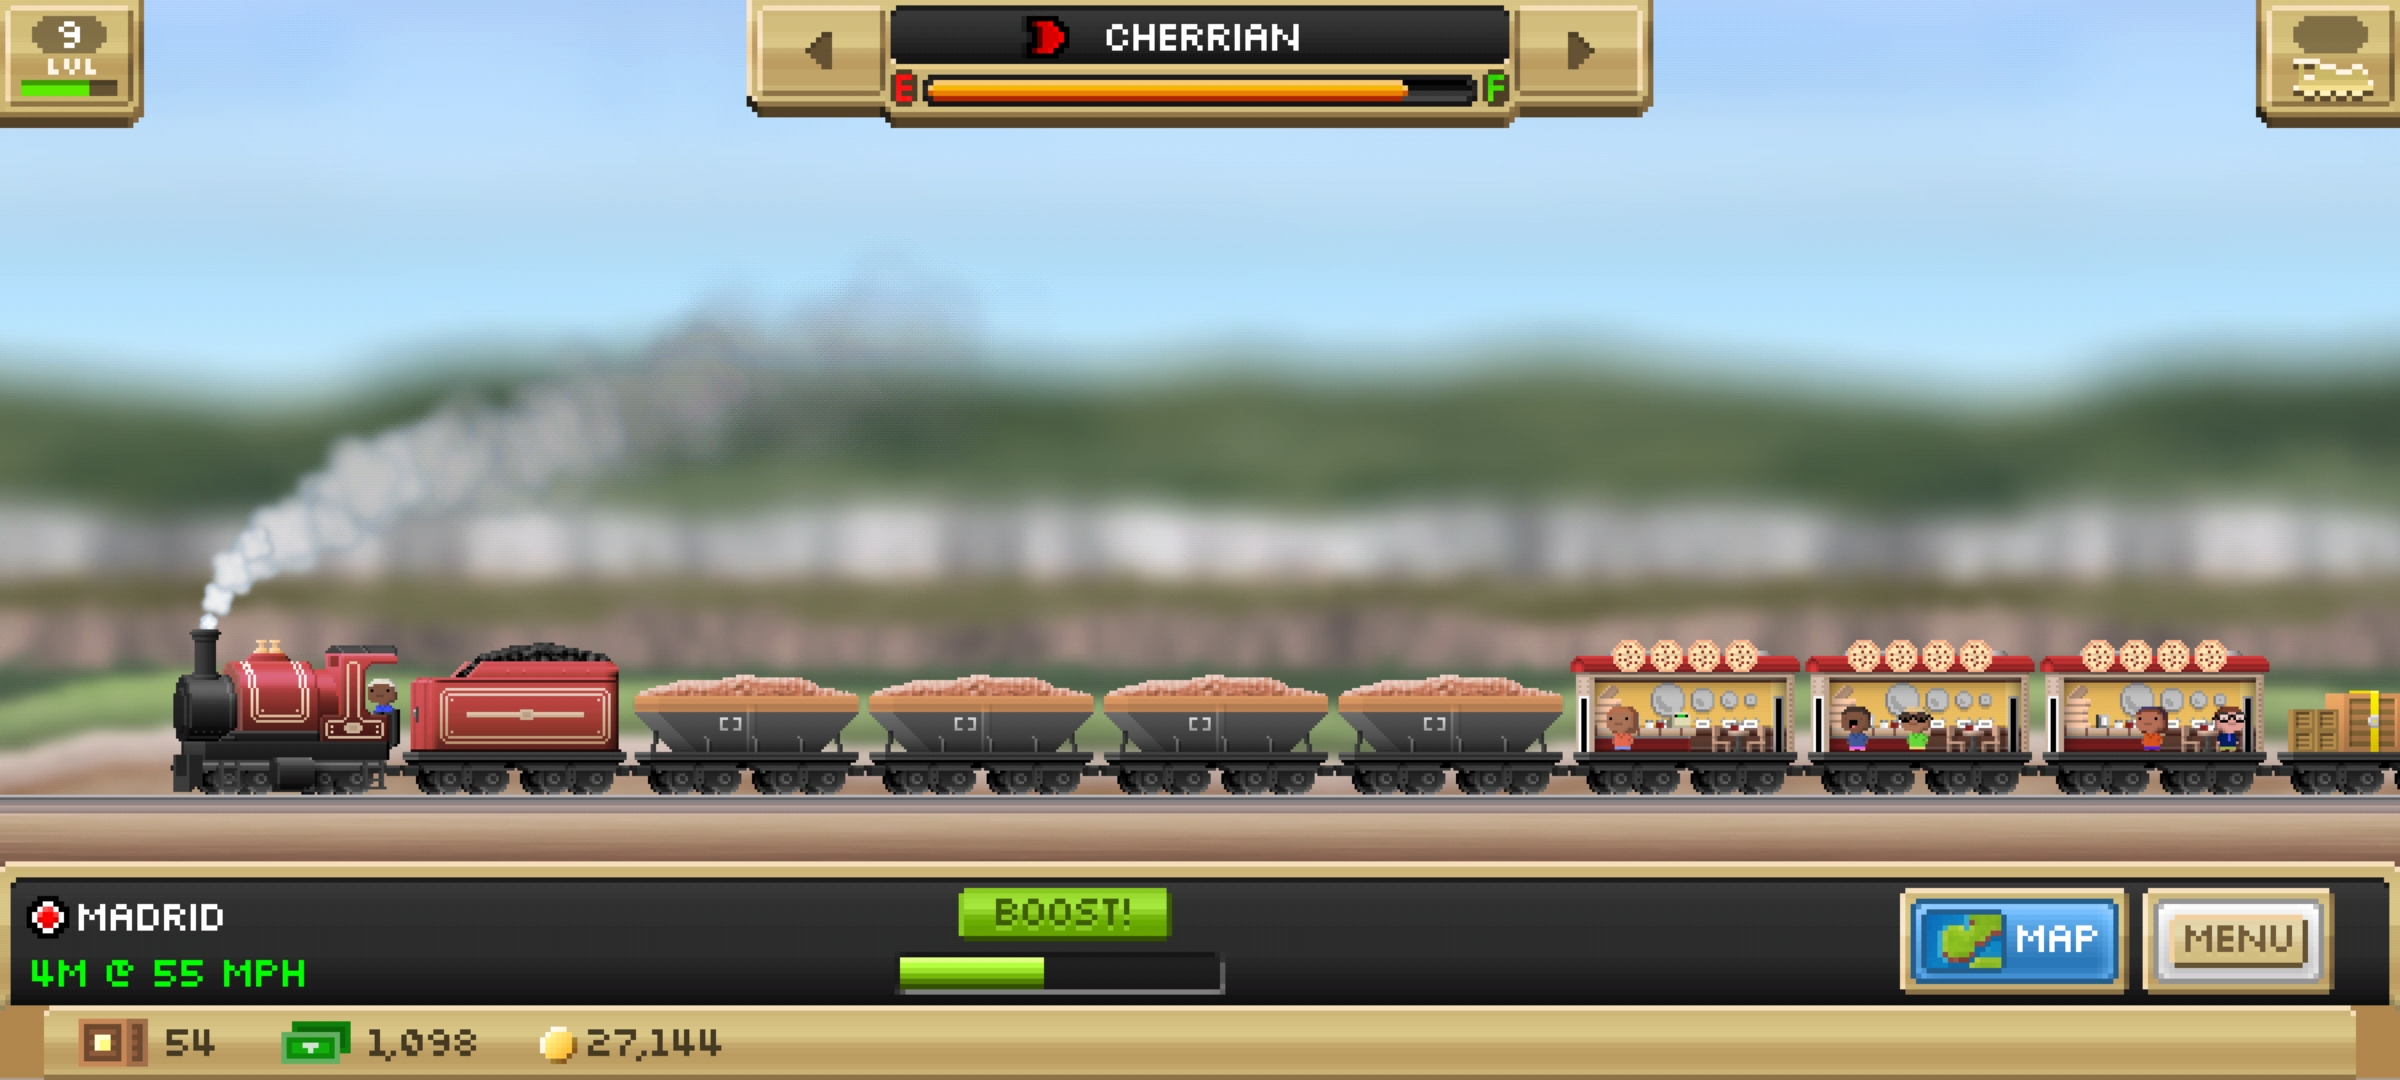 9
LVL
CHERRIAN
E F
MADRID
4M @ 55 MPH
BOOST!
MAP
MENU
54 1,098 27,144